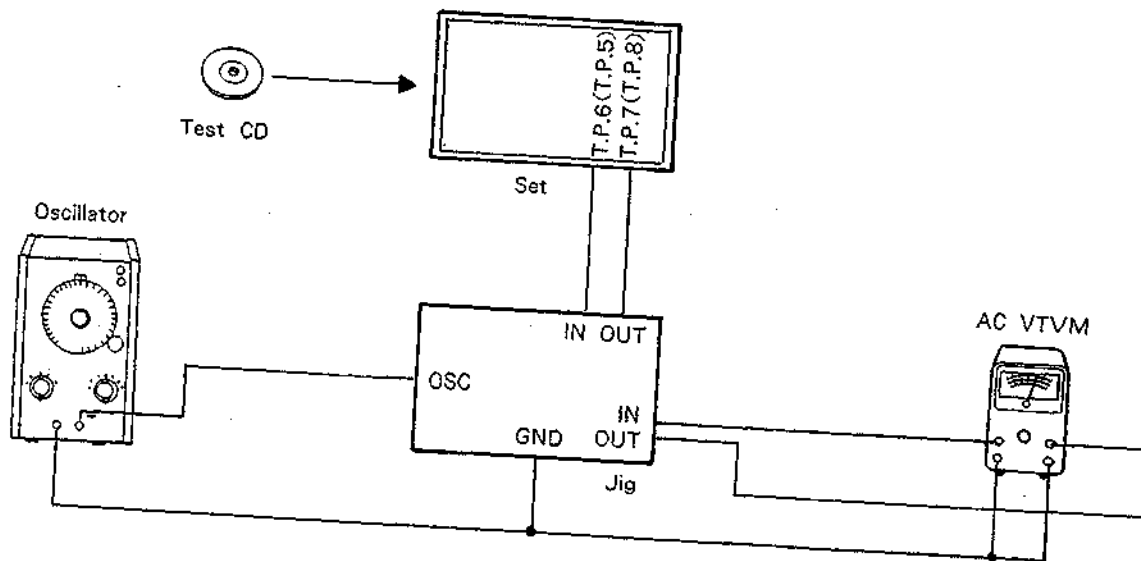 T.P.6(T.P.5)
T.P.7(T.P.8)
Test CD
Set
Oscillator
IN OUT
AC VTVM
OSC
IN
GND OUT
Jig